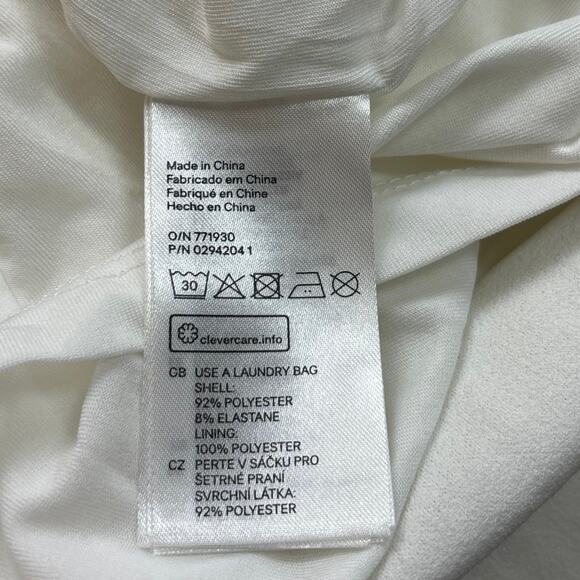 Made in China
Fabricado em China
Fabriqué en Chine
Hecho en China
O/N 771930
P/N 02942041
30
clevercare.info
GB USE A LAUNDRY BAG
SHELL:
92% POLYESTER
8% ELASTANE
LINING:
100% POLYESTER
CZ PERTE V SÁČKU PRO
ŠETRNÉ PRANÍ
SVRCHNÍ LÁTKA:
92% POLYESTER